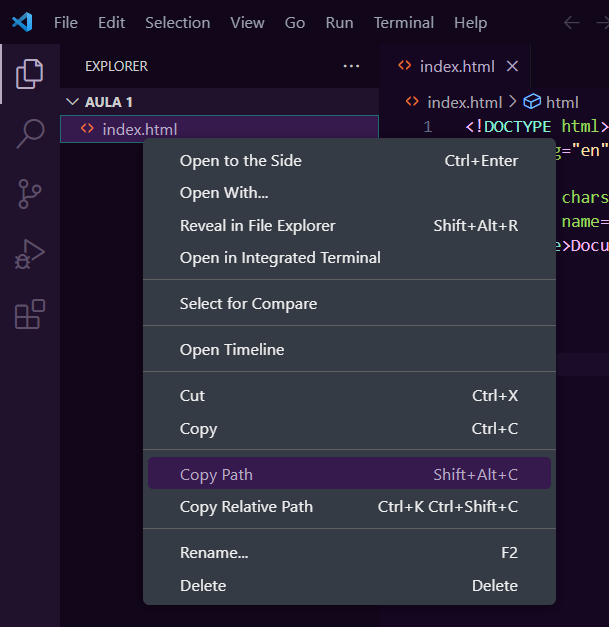 File Edit Selection View Go Run Terminal Help
EXPLORER ...
index.html
AULA 1
index.html > html
index.html
1 <!DOCTYPE html>
g="en"
chars
name=
e>Docu
Open to the Side Ctrl+Enter
Open With...
Reveal in File Explorer Shift+Alt+R
Open in Integrated Terminal
Select for Compare
Open Timeline
Cut Ctrl+X
Copy Ctrl+C
Copy Path Shift+Alt+C
Copy Relative Path Ctrl+K Ctrl+Shift+C
Rename... F2
Delete Delete